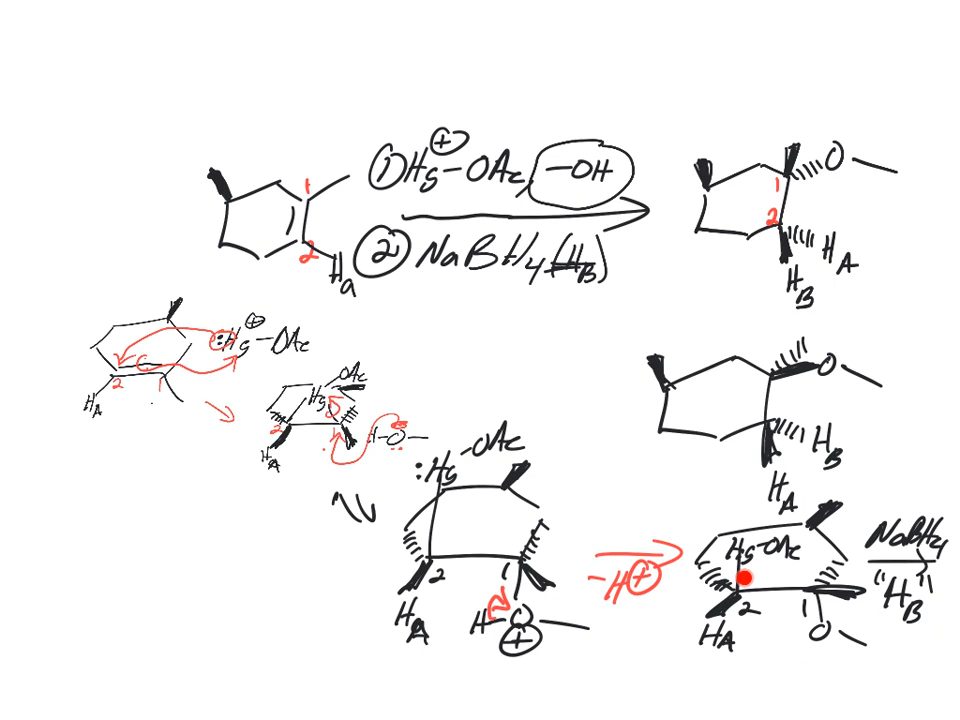 ① Hg⊕-OAc, -OH
② NaBH4 (HB)
1
2
Ha
1
2
O
HA
HB
:Hg⊕-OAc
2
1
HA
OAc
Hg
2
1
HA
H-O-
O
HB
HA
:Hg-OAc
2
1
HA
H-O
⊕
-H⊕
Hg-OAc
2
1
HA
O
NaBH4
"HB"